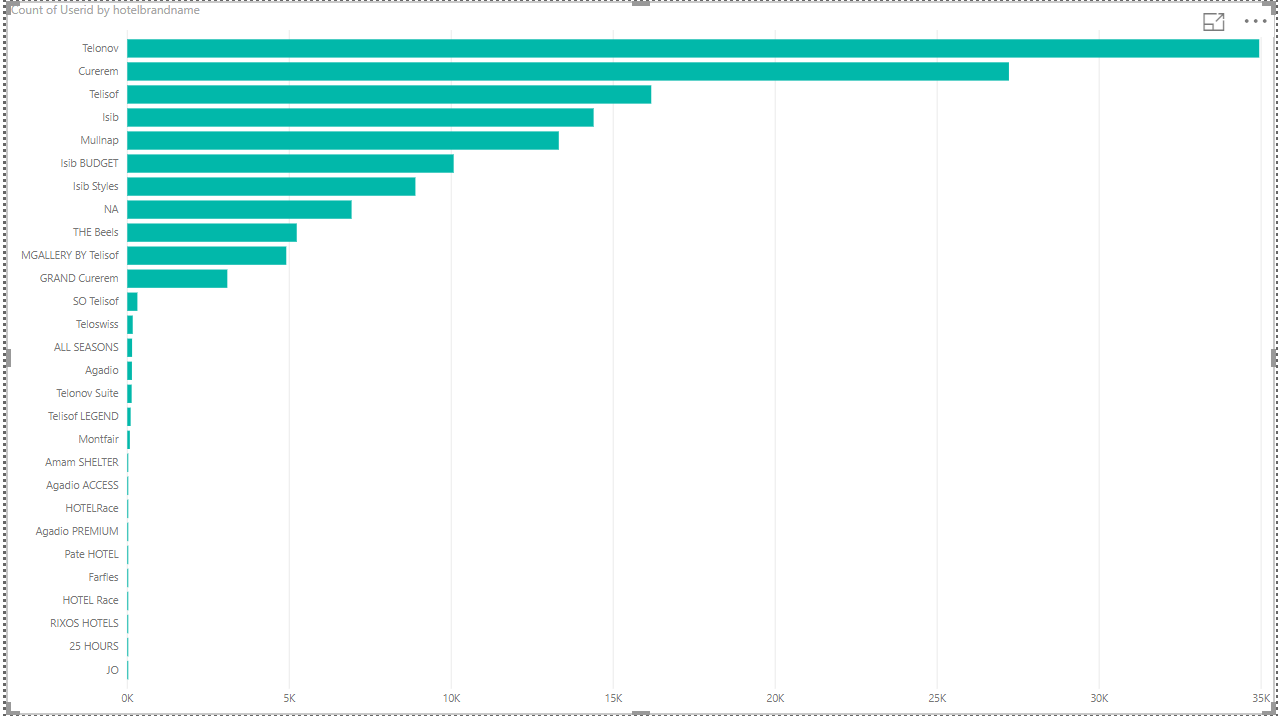 Count of Userid by hotelbrandname
Telonov
Curerem
Telisof
Isib
Mullnap
Isib BUDGET
Isib Styles
NA
THE Beels
MGALLERY BY Telisof
GRAND Curerem
SO Telisof
Teloswiss
ALL SEASONS
Agadio
Telonov Suite
Telisof LEGEND
Montfair
Amam SHELTER
Agadio ACCESS
HOTELRace
Agadio PREMIUM
Pate HOTEL
Farfles
HOTEL Race
RIXOS HOTELS
25 HOURS
JO
0K 5K 10K 15K 20K 25K 30K 35K